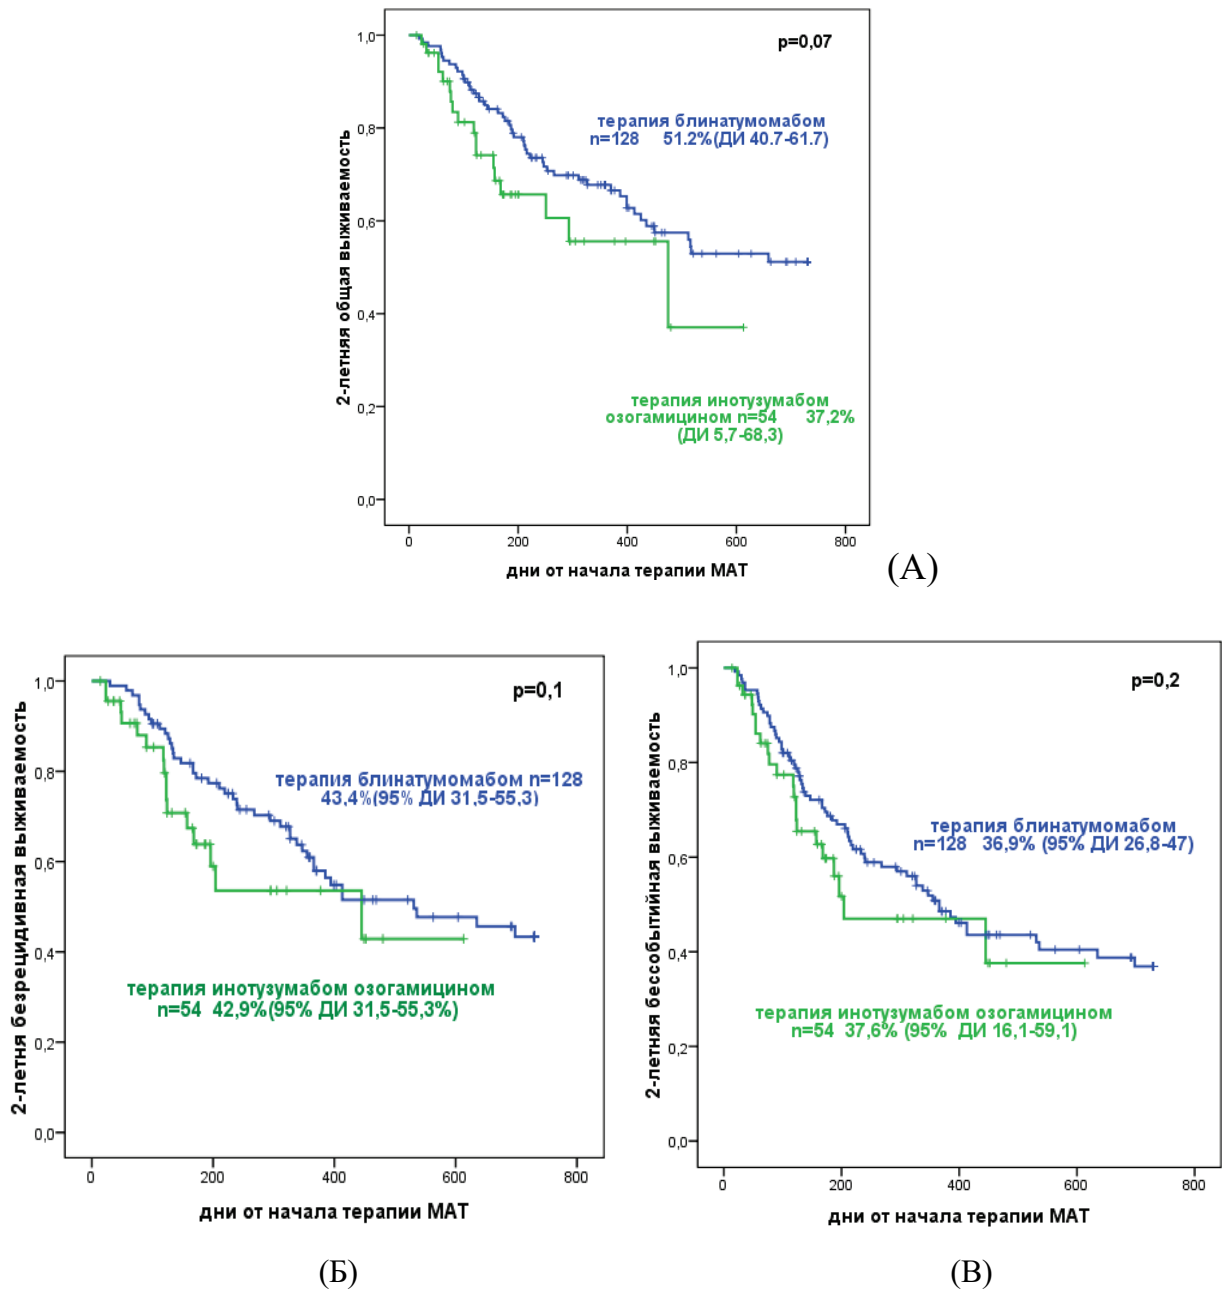 2-летняя общая выживаемость
1,0
0,8
0,6
0,4
0,2
0,0
p=0,07
терапия блинатумомабом
n=128 51.2%(ДИ 40.7-61.7)
терапия инотузумабом
озогамицином n=54 37,2%
(ДИ 5,7-68,3)
0 200 400 600 800
дни от начала терапии МАТ
(А)
2-летня безрецидивная выживаемость
1,0
0,8
0,6
0,4
0,2
0,0
p=0,1
терапия блинатумомабом n=128
43,4%(95% ДИ 31,5-55,3)
терапия инотузумабом озогамицином
n=54 42,9%(95% ДИ 31,5-55,3%)
0 200 400 600 800
дни от начала терапии МАТ
(Б)
2-летняя бессобытийная выживаемость
1,0
0,8
0,6
0,4
0,2
0,0
p=0,2
терапия блинатумомабом
n=128 36,9% (95% ДИ 26,8-47)
терапия инотузумабом озогамицином
n=54 37,6% (95% ДИ 16,1-59,1)
0 200 400 600 800
дни от начала терапии МАТ
(В)